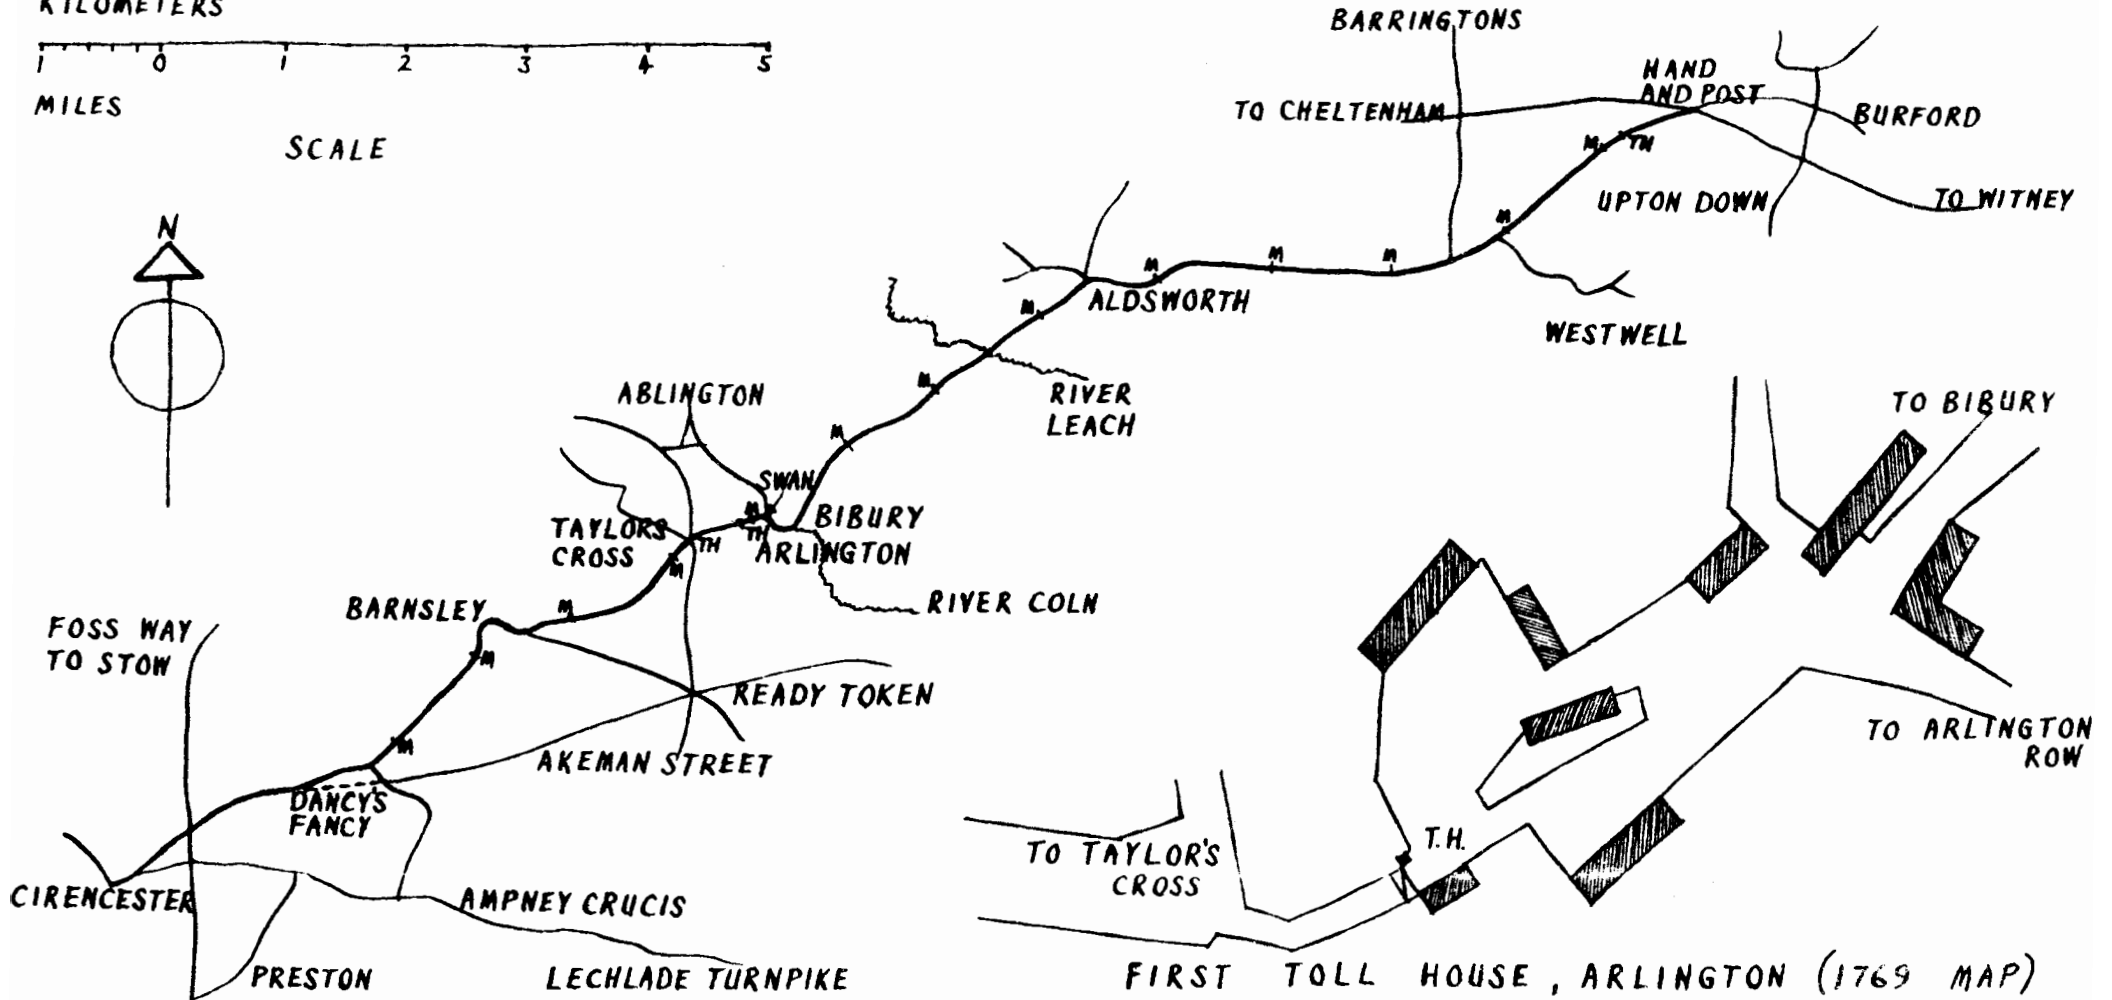 KILOMETERS
1 0 1 2 3 4 5
MILES
SCALE
N
BARRINGTONS
HAND
AND POST
TO CHELTENHAM
BURFORD
M
TH
UPTON DOWN
TO WITNEY
M
M
M
M
ALDSWORTH
M
WESTWELL
RIVER
LEACH
M
ABLINGTON
M
SWAN
M
TH
BIBURY
ARLINGTON
TAYLORS
CROSS
TH
M
M
RIVER COLN
BARNSLEY
FOSS WAY
TO STOW
M
READY TOKEN
M
AKEMAN STREET
DANCY'S
FANCY
CIRENCESTER
AMPNEY CRUCIS
PRESTON
LECHLADE TURNPIKE
TO BIBURY
TO ARLINGTON
ROW
T.H.
TO TAYLOR'S
CROSS
FIRST TOLL HOUSE, ARLINGTON (1769 MAP)